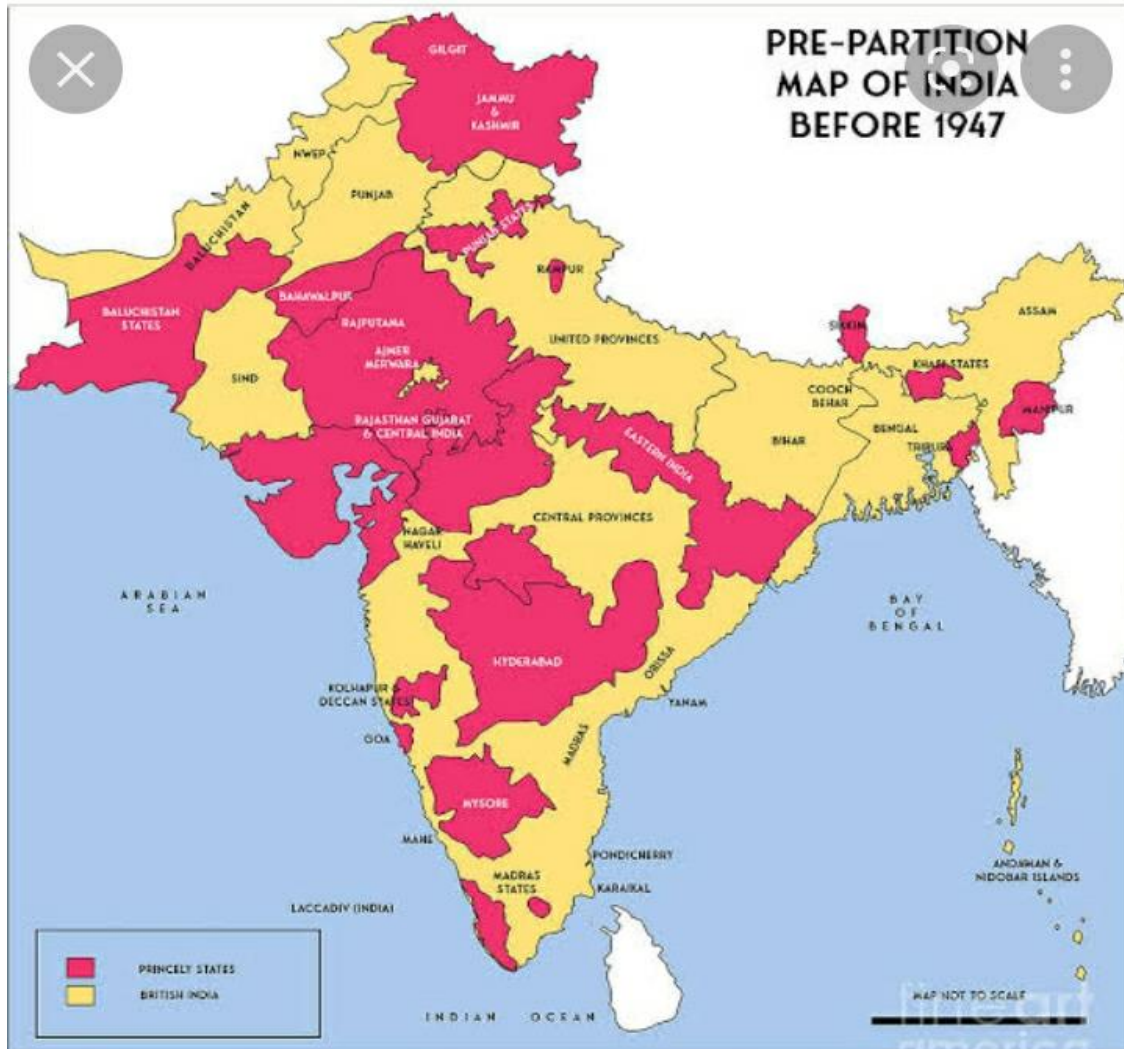 PRE-PARTITION
MAP OF INDIA
BEFORE 1947
GILGIT
JAMMU
&
KASHMIR
NWEP
PUNJAB
BALUCHISTAN
PUNJAB STATES
RAMPUR
BAHAWALPUR
BALUCHISTAN
STATES
RAJPUTANA
AJMER
MERWARA
SIND
UNITED PROVINCES
SIKKIM
ASSAM
KHASI STATES
COOCH
BEHAR
MANIPUR
RAJASTHAN GUJARAT
& CENTRAL INDIA
EASTERN INDIA
BIHAR
BENGAL
TRIPURA
CENTRAL PROVINCES
NAGAR
HAVELI
ARABIAN
SEA
BAY
OF
BENGAL
HYDERABAD
ORISSA
KOLHAPUR &
DECCAN STATES
YANAM
GOA
MADRAS
MYSORE
MAHE
PONDICHERRY
MADRAS
STATES
KARAIKAL
ANDAMAN &
NIDOBAR ISLANDS
LACCADIV (INDIA)
PRINCELY STATES
BRITISH INDIA
MAP NOT TO SCALE
INDIAN OCEAN
fineart
america